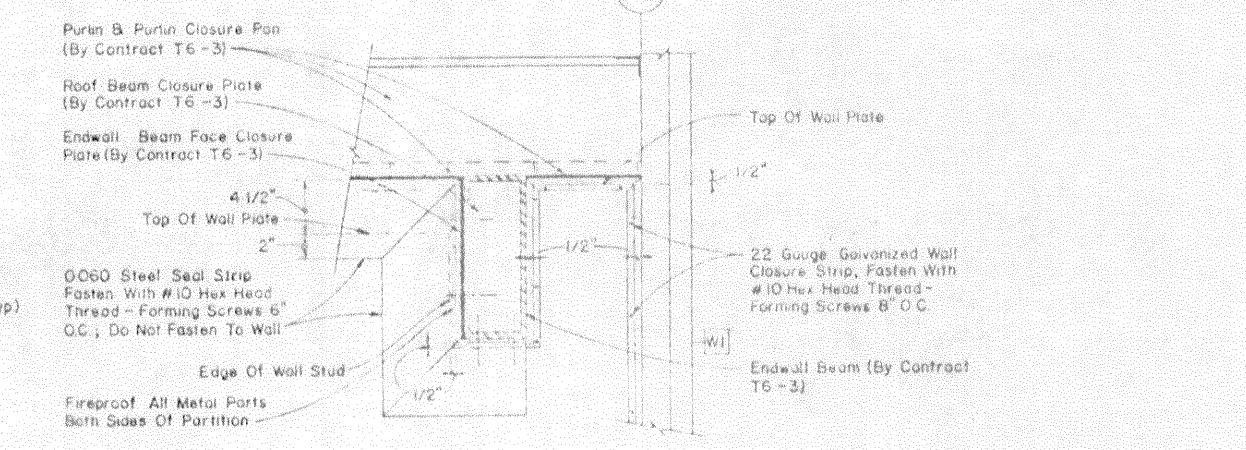 Purlin & Purlin Closure Pan
(By Contract T6-3)
Roof Beam Closure Plate
(By Contract T6-3)
Endwall Beam Face Closure
Plate (By Contract T6-3)
4 1/2"
Top Of Wall Plate
2"
0.060 Steel Seal Strip
Fasten With #10 Hex Head
Thread-Forming Screws 6"
O.C., Do Not Fasten To Wall
Edge Of Wall Stud
Fireproof All Metal Parts
Both Sides Of Partition
yp)
1/2"
1/2"
Top Of Wall Plate
1/2"
22 Gauge Galvanized Wall
Closure Strip, Fasten With
#10 Hex Head Thread-
Forming Screws 8" O.C.
W1
Endwall Beam (By Contract
T6-3)